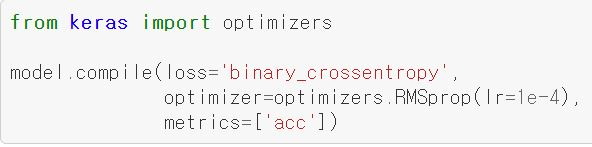 from keras import optimizers
model.compile(loss='binary_crossentropy',
optimizer=optimizers.RMSprop(lr=1e-4),
metrics=['acc'])